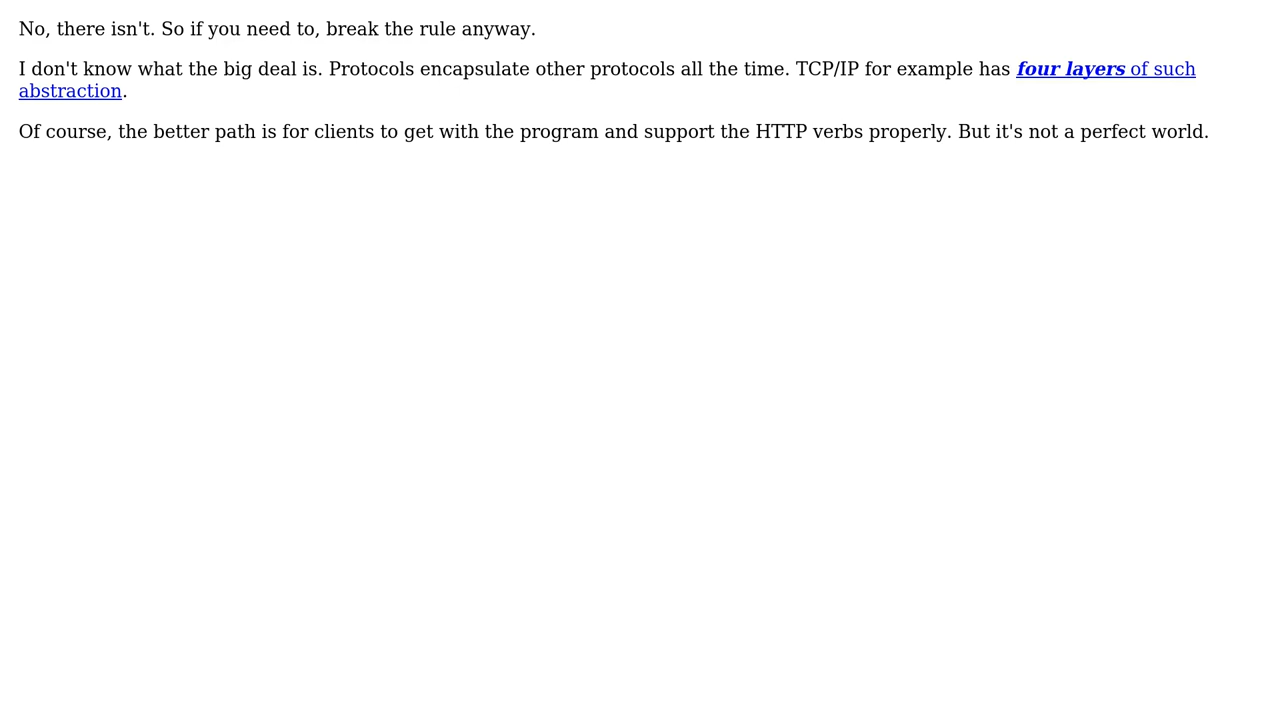 No, there isn't. So if you need to, break the rule anyway.
I don't know what the big deal is. Protocols encapsulate other protocols all the time. TCP/IP for example has four layers of such
abstraction.
Of course, the better path is for clients to get with the program and support the HTTP verbs properly. But it's not a perfect world.